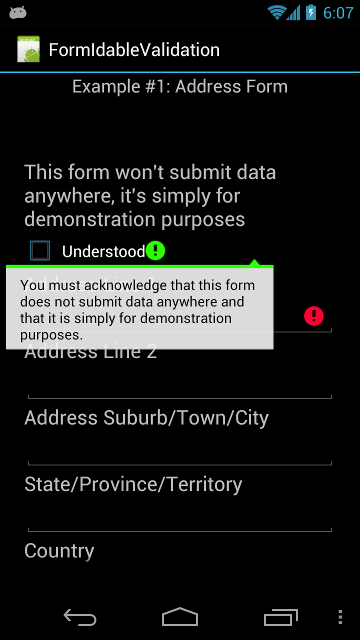 6:07
FormIdableValidation
Example #1: Address Form
This form won't submit data
anywhere, it's simply for
demonstration purposes
Understood
You must acknowledge that this form
does not submit data anywhere and
that it is simply for demonstration
purposes.
Address Line 2
Address Suburb/Town/City
State/Province/Territory
Country